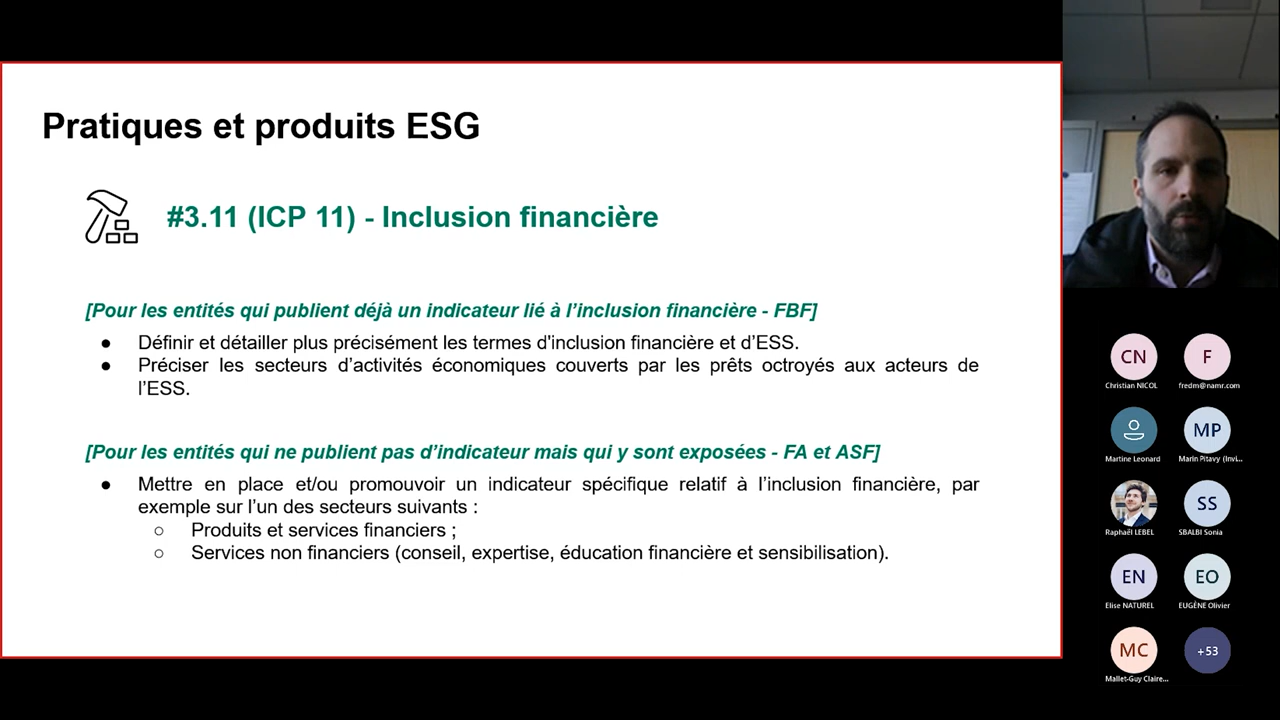 Pratiques et produits ESG
#3.11 (ICP 11) - Inclusion financière
[Pour les entités qui publient déjà un indicateur lié à l'inclusion financière - FBF]
● Définir et détailler plus précisément les termes d'inclusion financière et d'ESS.
● Préciser les secteurs d'activités économiques couverts par les prêts octroyés aux acteurs de
l'ESS.
[Pour les entités qui ne publient pas d'indicateur mais qui y sont exposées - FA et ASF]
● Mettre en place et/ou promouvoir un indicateur spécifique relatif à l'inclusion financière, par
exemple sur l'un des secteurs suivants :
○ Produits et services financiers ;
○ Services non financiers (conseil, expertise, éducation financière et sensibilisation).
CN F
Christian NICOL fredm@namr.com
MP
Martine Leonard Marin Pitavy (Invi...
SS
Raphaël LEBEL SBALBI Sonia
EN EO
Elise NATUREL EUGÈNE Olivier
MC +53
Mallet-Guy Claire...